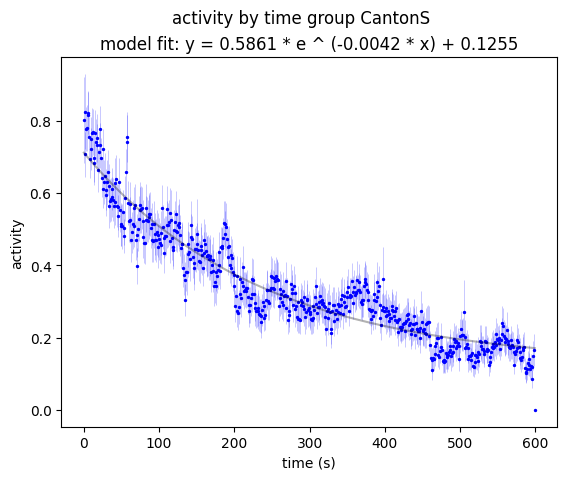 activity by time group CantonS
model fit: y = 0.5861 * e ^ (-0.0042 * x) + 0.1255
activity
0.8
0.6
0.4
0.2
0.0
0 100 200 300 400 500 600
time (s)